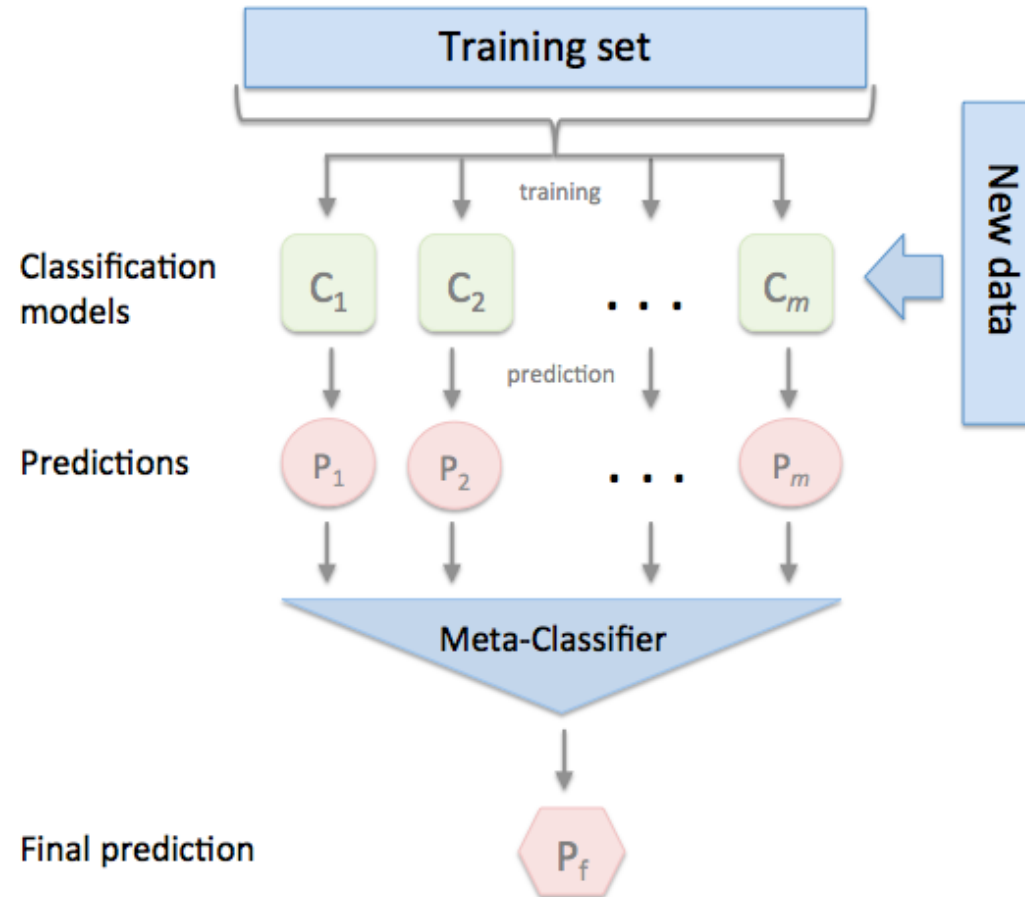 Training set
New data
training
Classification
models
C1
C2
. . .
Cm
prediction
Predictions
P1
P2
. . .
Pm
Meta-Classifier
Final prediction
Pf